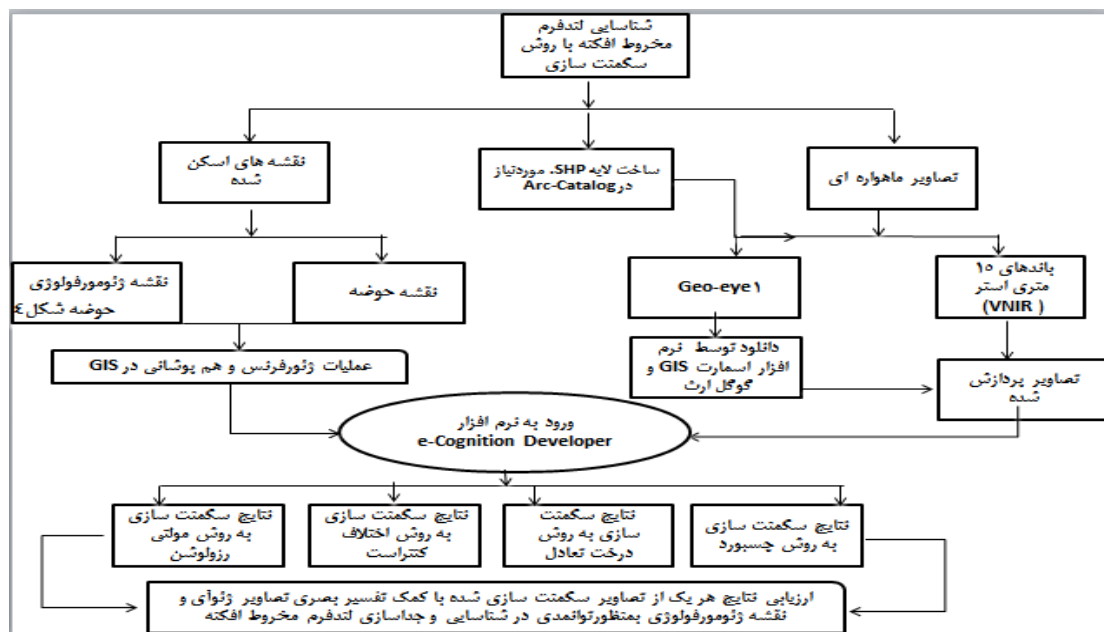 شناسایی لندفرم
مخروط افکنه با روش
سگمنت سازی
تصاویر ماهواره ای
ساخت لایه SHP. موردنیاز
در Arc-Catalog
نقشه های اسکن
شده
باندهای ۱۵
متری استر
(VNIR )
Geo-eye۱
نقشه حوضه
نقشه ژئومورفولوژی
حوضه شکل٤
تصاویر پردازش
شده
دانلود توسط نرم
افزار اسمارت GIS و
گوگل ارث
عملیات ژئورفرنس و هم پوشانی در GIS
ورود به نرم افزار
e-Cognition Developer
نتایج سگمنت سازی
به روش چسبورد
نتایج سگمنت
سازی به روش
درخت تعادل
نتایج سگمنت سازی
به روش اختلاف
کنتراست
نتایج سگمنت سازی
به روش مولتی
رزولوشن
ارزیابی نتایج هر یک از تصاویر سگمنت سازی شده با کمک تفسیر بصری تصاویر ژئوآی و
نقشه ژئومورفولوژی بمنظورتوانمدی در شناسایی و جداسازی لندفرم مخروط افکنه